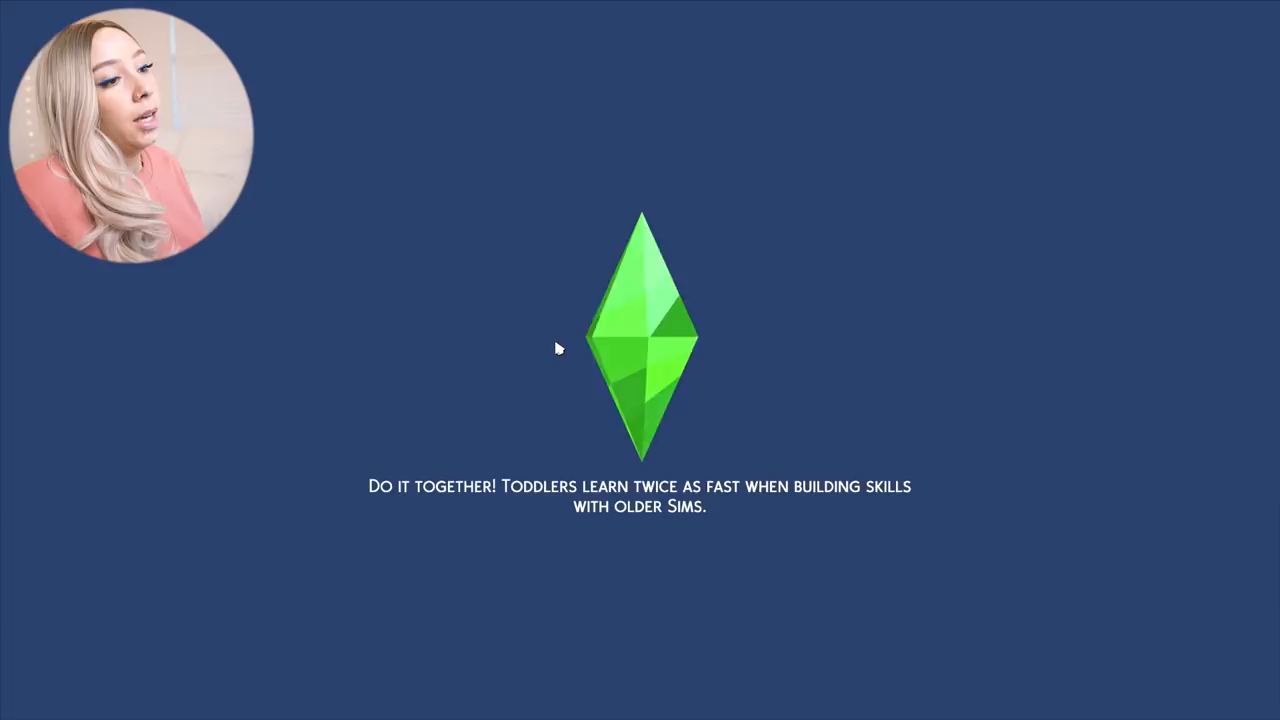 Do it together! Toddlers learn twice as fast when building skills
with older Sims.